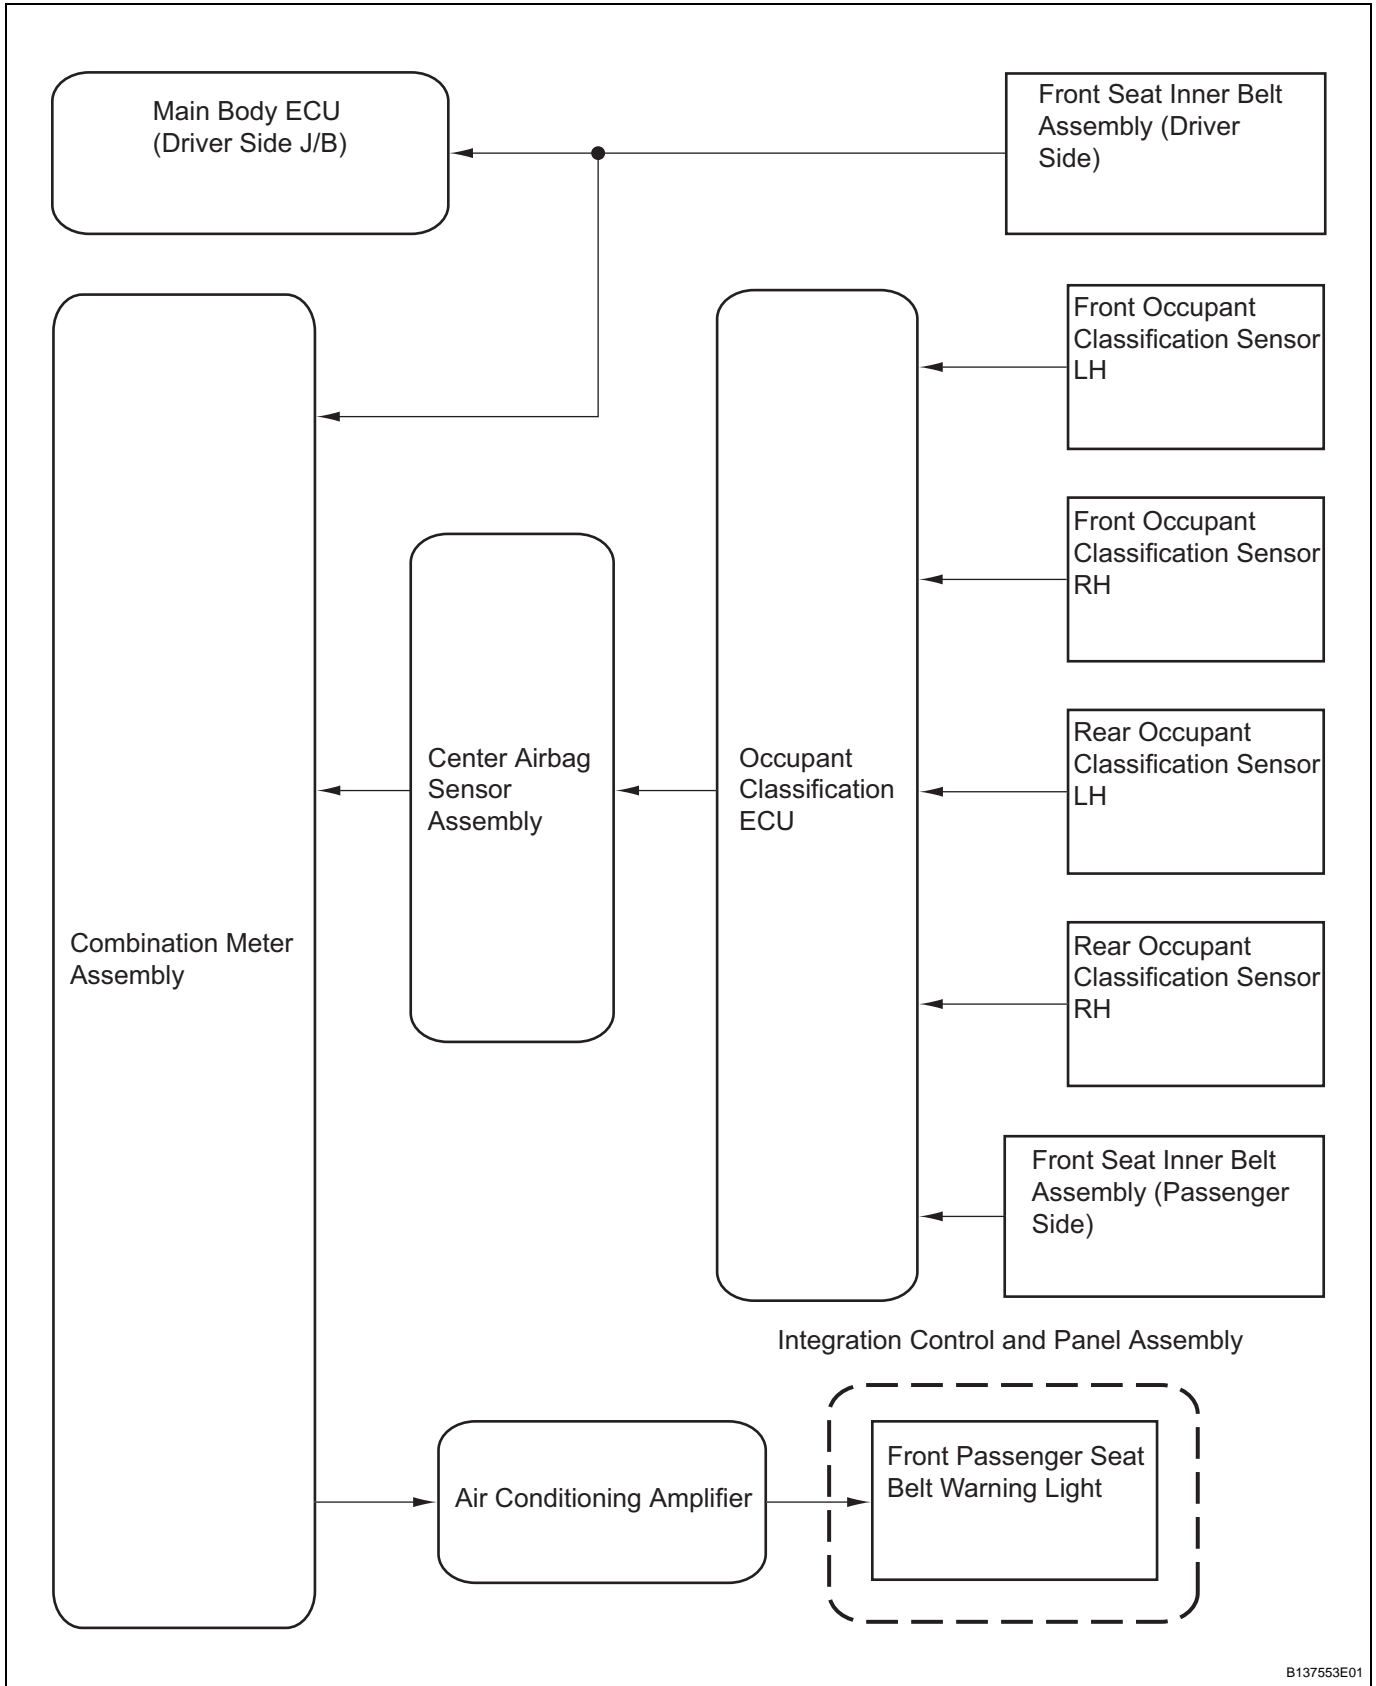 Main Body ECU
(Driver Side J/B)
Front Seat Inner Belt
Assembly (Driver
Side)
Front Occupant
Classification Sensor
LH
Front Occupant
Classification Sensor
RH
Center Airbag
Sensor
Assembly
Occupant
Classification
ECU
Rear Occupant
Classification Sensor
LH
Combination Meter
Assembly
Rear Occupant
Classification Sensor
RH
Front Seat Inner Belt
Assembly (Passenger
Side)
Integration Control and Panel Assembly
Air Conditioning Amplifier
Front Passenger Seat
Belt Warning Light
B137553E01